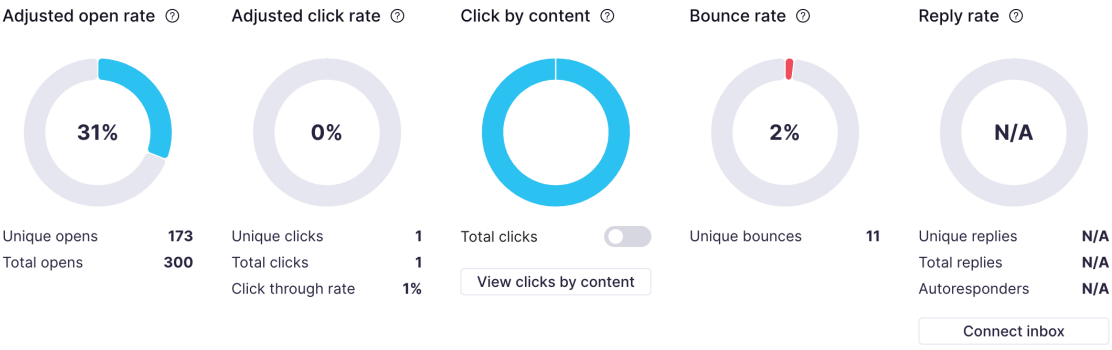 Adjusted open rate
31%
Unique opens 173
Total opens 300
Adjusted click rate
0%
Unique clicks 1
Total clicks 1
Click through rate 1%
Click by content
Total clicks
View clicks by content
Bounce rate
2%
Unique bounces 11
Reply rate
N/A
Unique replies N/A
Total replies N/A
Autoresponders N/A
Connect inbox